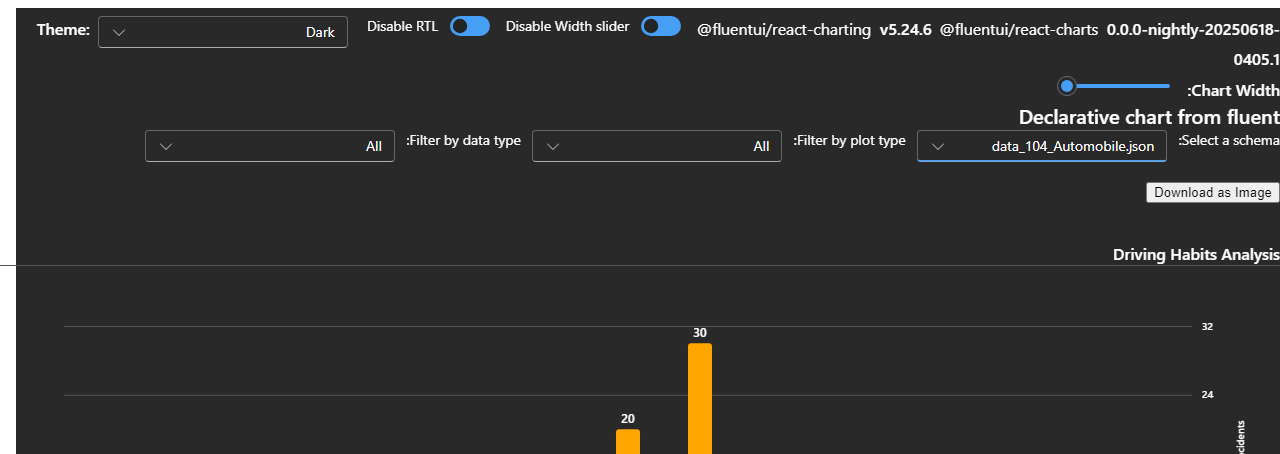 Theme: Dark Disable RTL Disable Width slider @fluentui/react-charting v5.24.6 @fluentui/react-charts 0.0.0-nightly-20250618-
0405.1
:Chart Width
Declarative chart from fluent
:Select a schema data_104_Automobile.json :Filter by plot type All :Filter by data type All
Download as Image
Driving Habits Analysis
32
30
24
20